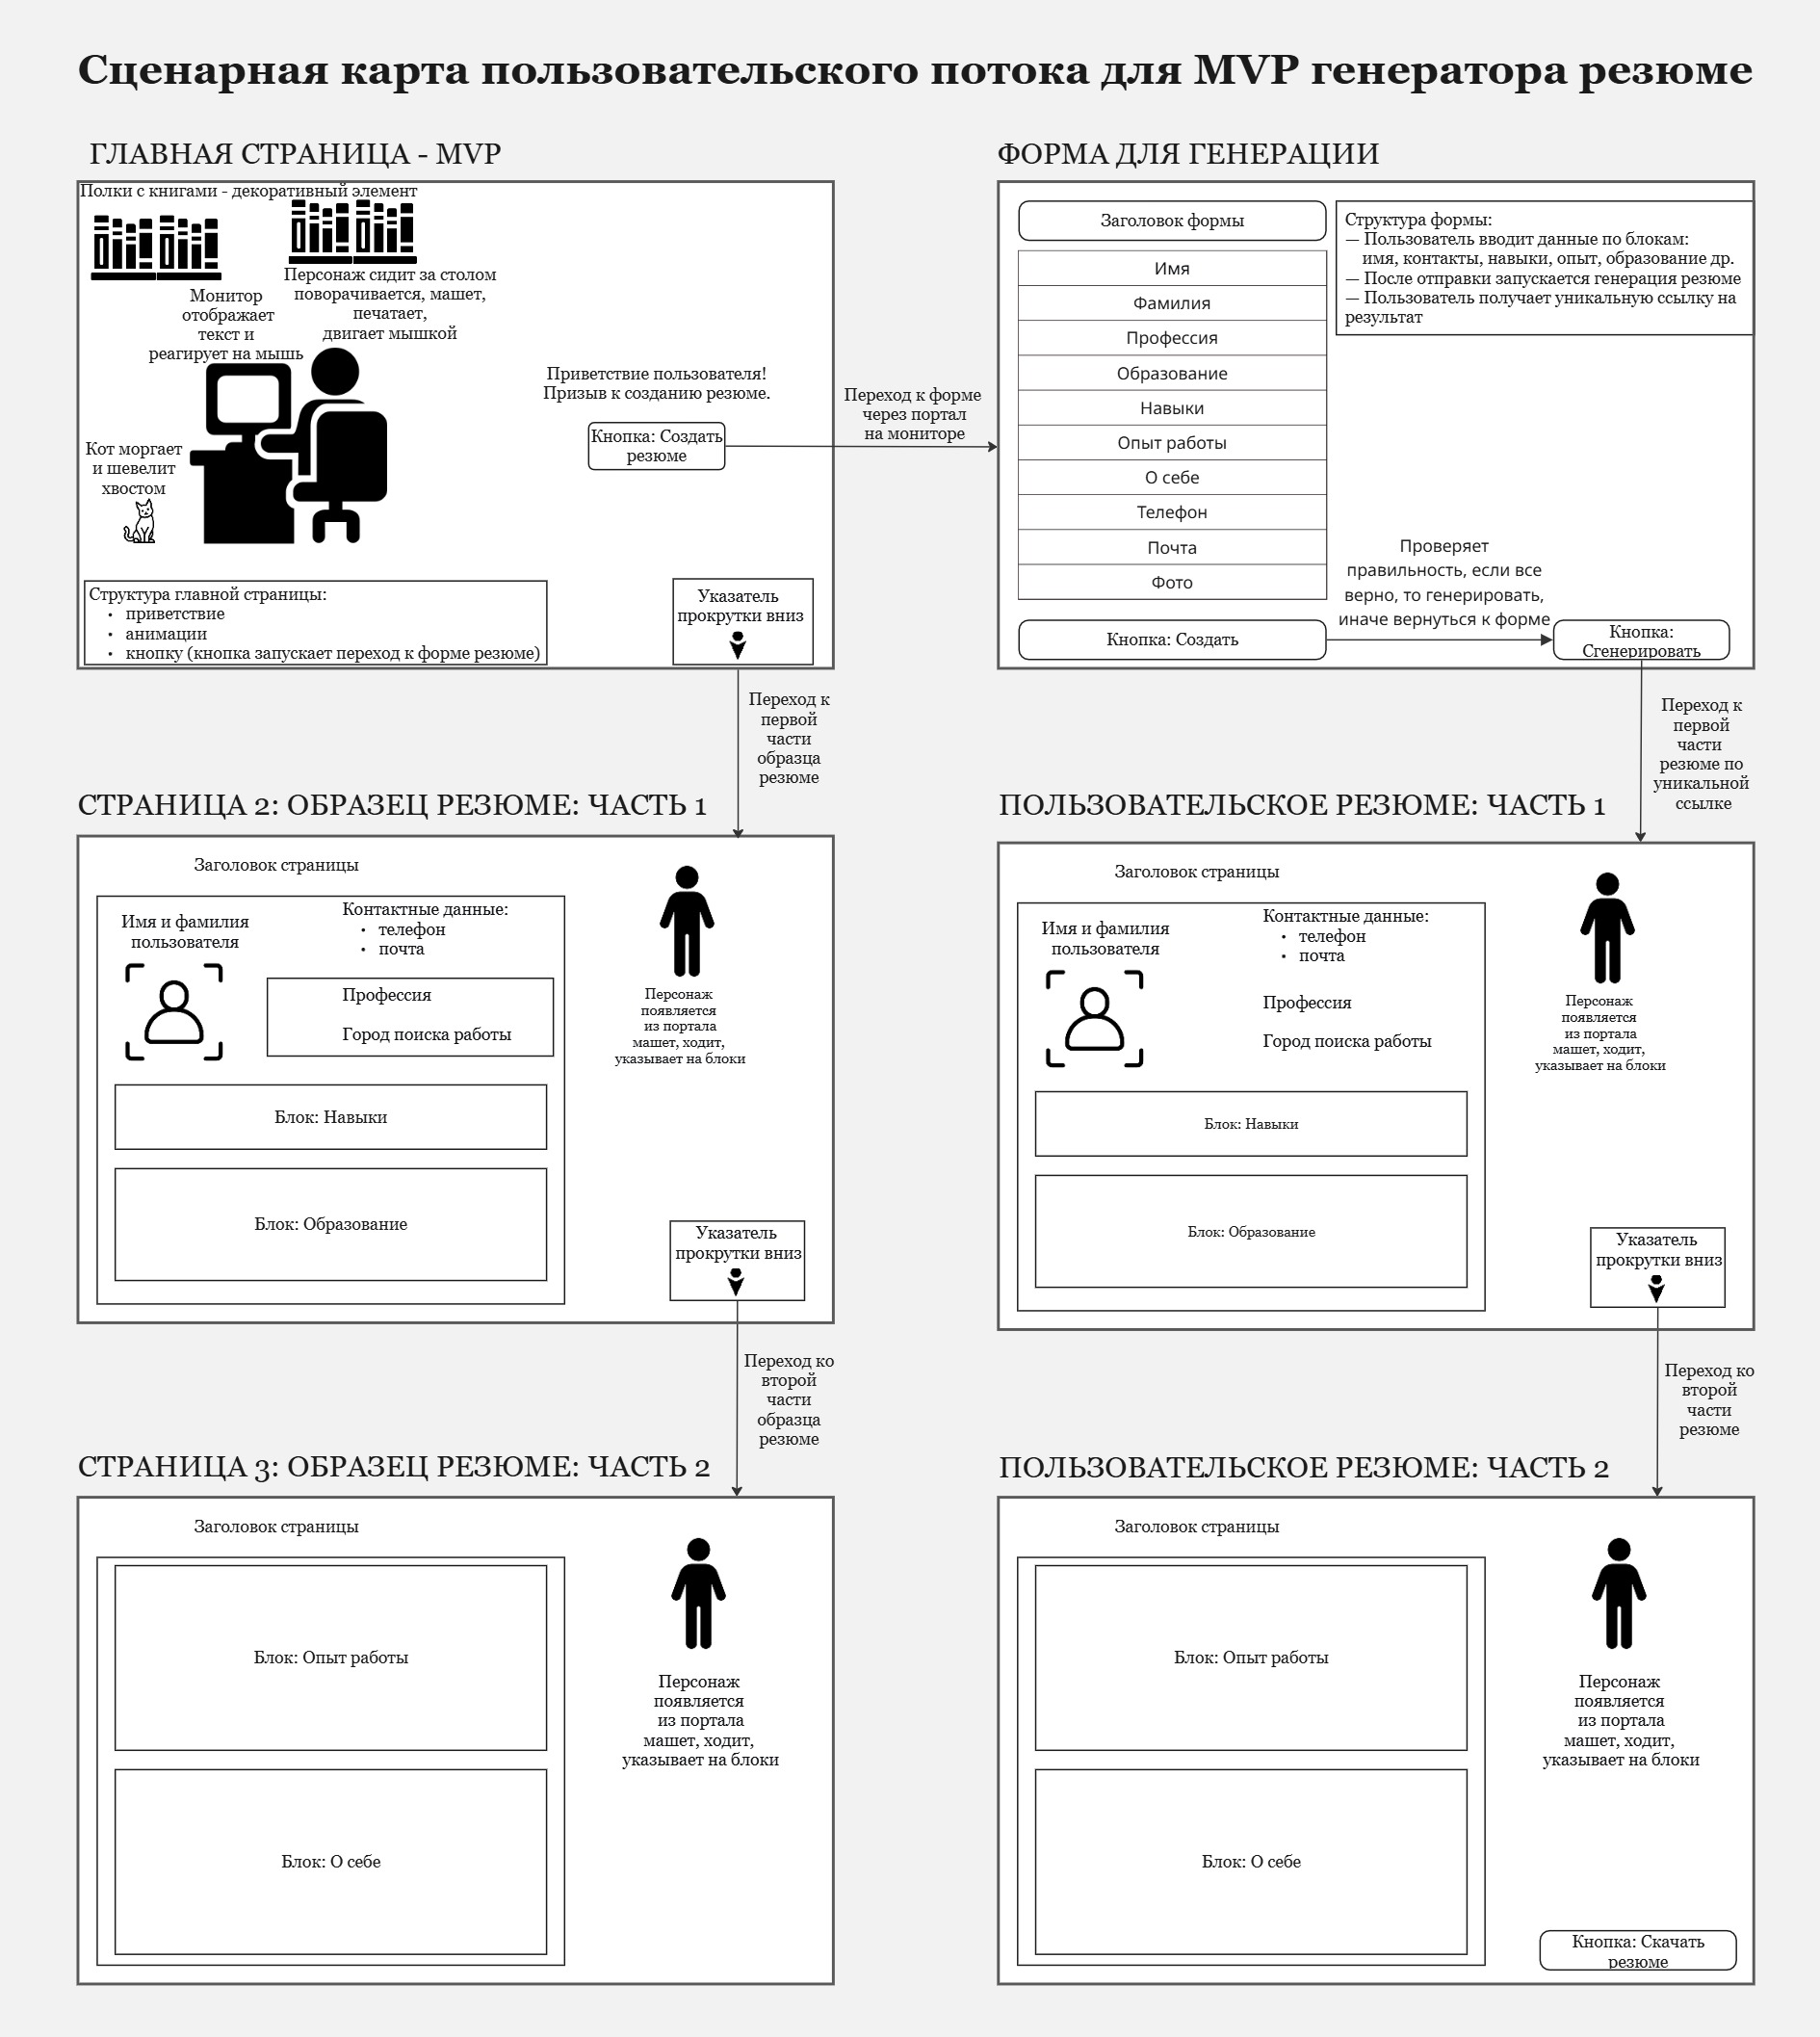 Сценарная карта пользовательского потока для MVP генератора резюме
ГЛАВНАЯ СТРАНИЦА - MVP
Полки с книгами - декоративный элемент
Персонаж сидит за столом
поворачивается, машет,
печатает,
двигает мышкой
Монитор
отображает
текст и
реагирует на мышь
Кот моргает
и шевелит
хвостом
Приветствие пользователя!
Призыв к созданию резюме.
Кнопка: Создать
резюме
Структура главной страницы:
• приветствие
• анимации
• кнопку (кнопка запускает переход к форме резюме)
Указатель
прокрутки вниз
Переход к форме
через портал
на мониторе
ФОРМА ДЛЯ ГЕНЕРАЦИИ
Заголовок формы
Имя
Фамилия
Профессия
Образование
Навыки
Опыт работы
О себе
Телефон
Почта
Фото
Кнопка: Создать
Структура формы:
— Пользователь вводит данные по блокам:
имя, контакты, навыки, опыт, образование др.
— После отправки запускается генерация резюме
— Пользователь получает уникальную ссылку на
результат
Проверяет
правильность, если все
верно, то генерировать,
иначе вернуться к форме
Кнопка:
Сгенерировать
Переход к
первой
части
образца
резюме
Переход к
первой
части
резюме по
уникальной
ссылке
СТРАНИЦА 2: ОБРАЗЕЦ РЕЗЮМЕ: ЧАСТЬ 1
Заголовок страницы
Имя и фамилия
пользователя
Контактные данные:
• телефон
• почта
Профессия
Город поиска работы
Блок: Навыки
Блок: Образование
Персонаж
появляется
из портала
машет, ходит,
указывает на блоки
Указатель
прокрутки вниз
ПОЛЬЗОВАТЕЛЬСКОЕ РЕЗЮМЕ: ЧАСТЬ 1
Заголовок страницы
Имя и фамилия
пользователя
Контактные данные:
• телефон
• почта
Профессия
Город поиска работы
Блок: Навыки
Блок: Образование
Персонаж
появляется
из портала
машет, ходит,
указывает на блоки
Указатель
прокрутки вниз
Переход ко
второй
части
образца
резюме
Переход ко
второй
части
резюме
СТРАНИЦА 3: ОБРАЗЕЦ РЕЗЮМЕ: ЧАСТЬ 2
Заголовок страницы
Блок: Опыт работы
Блок: О себе
Персонаж
появляется
из портала
машет, ходит,
указывает на блоки
ПОЛЬЗОВАТЕЛЬСКОЕ РЕЗЮМЕ: ЧАСТЬ 2
Заголовок страницы
Блок: Опыт работы
Блок: О себе
Персонаж
появляется
из портала
машет, ходит,
указывает на блоки
Кнопка: Скачать
резюме